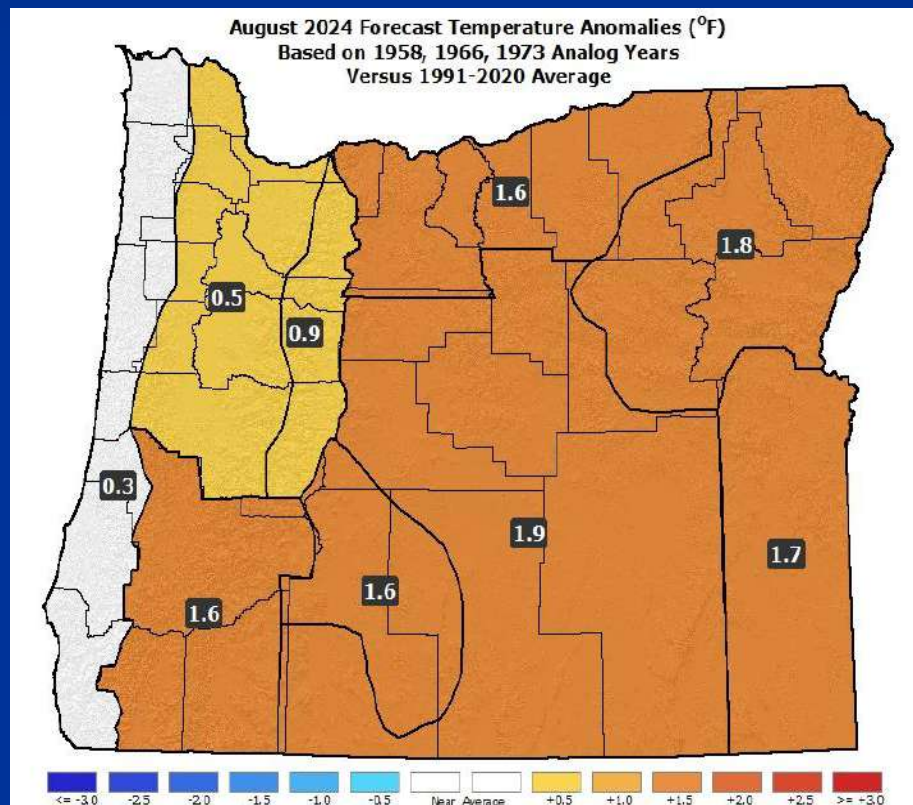 August 2024 Forecast Temperature Anomalies (°F)
Based on 1958, 1966, 1973 Analog Years
Versus 1991-2020 Average
1.6
1.8
0.5
0.9
0.3
1.9
1.7
1.6
1.6
<= -3.0 -2.5 -2.0 -1.5 -1.0 -0.5 Near Average +0.5 +1.0 +1.5 +2.0 +2.5 >= +3.0